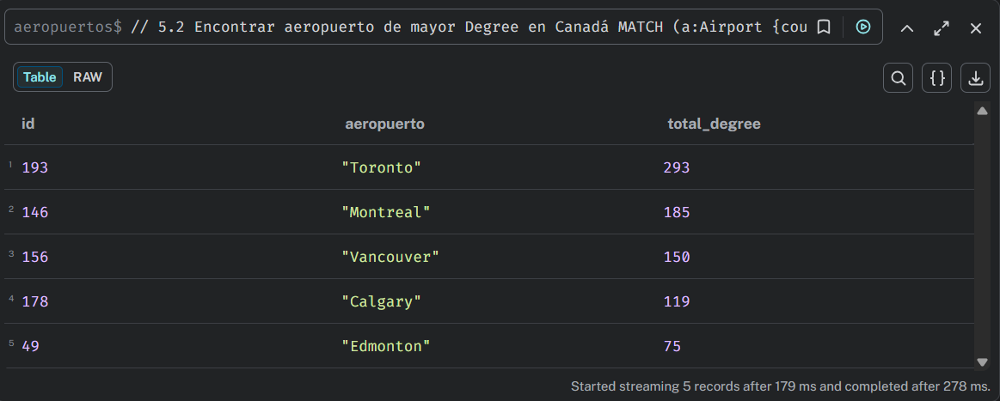 aeropuertos$ // 5.2 Encontrar aeropuerto de mayor Degree en Canadá MATCH (a:Airport {cou
Table RAW
{}
id aeropuerto total_degree
1 193 "Toronto" 293
2 146 "Montreal" 185
3 156 "Vancouver" 150
4 178 "Calgary" 119
5 49 "Edmonton" 75
Started streaming 5 records after 179 ms and completed after 278 ms.